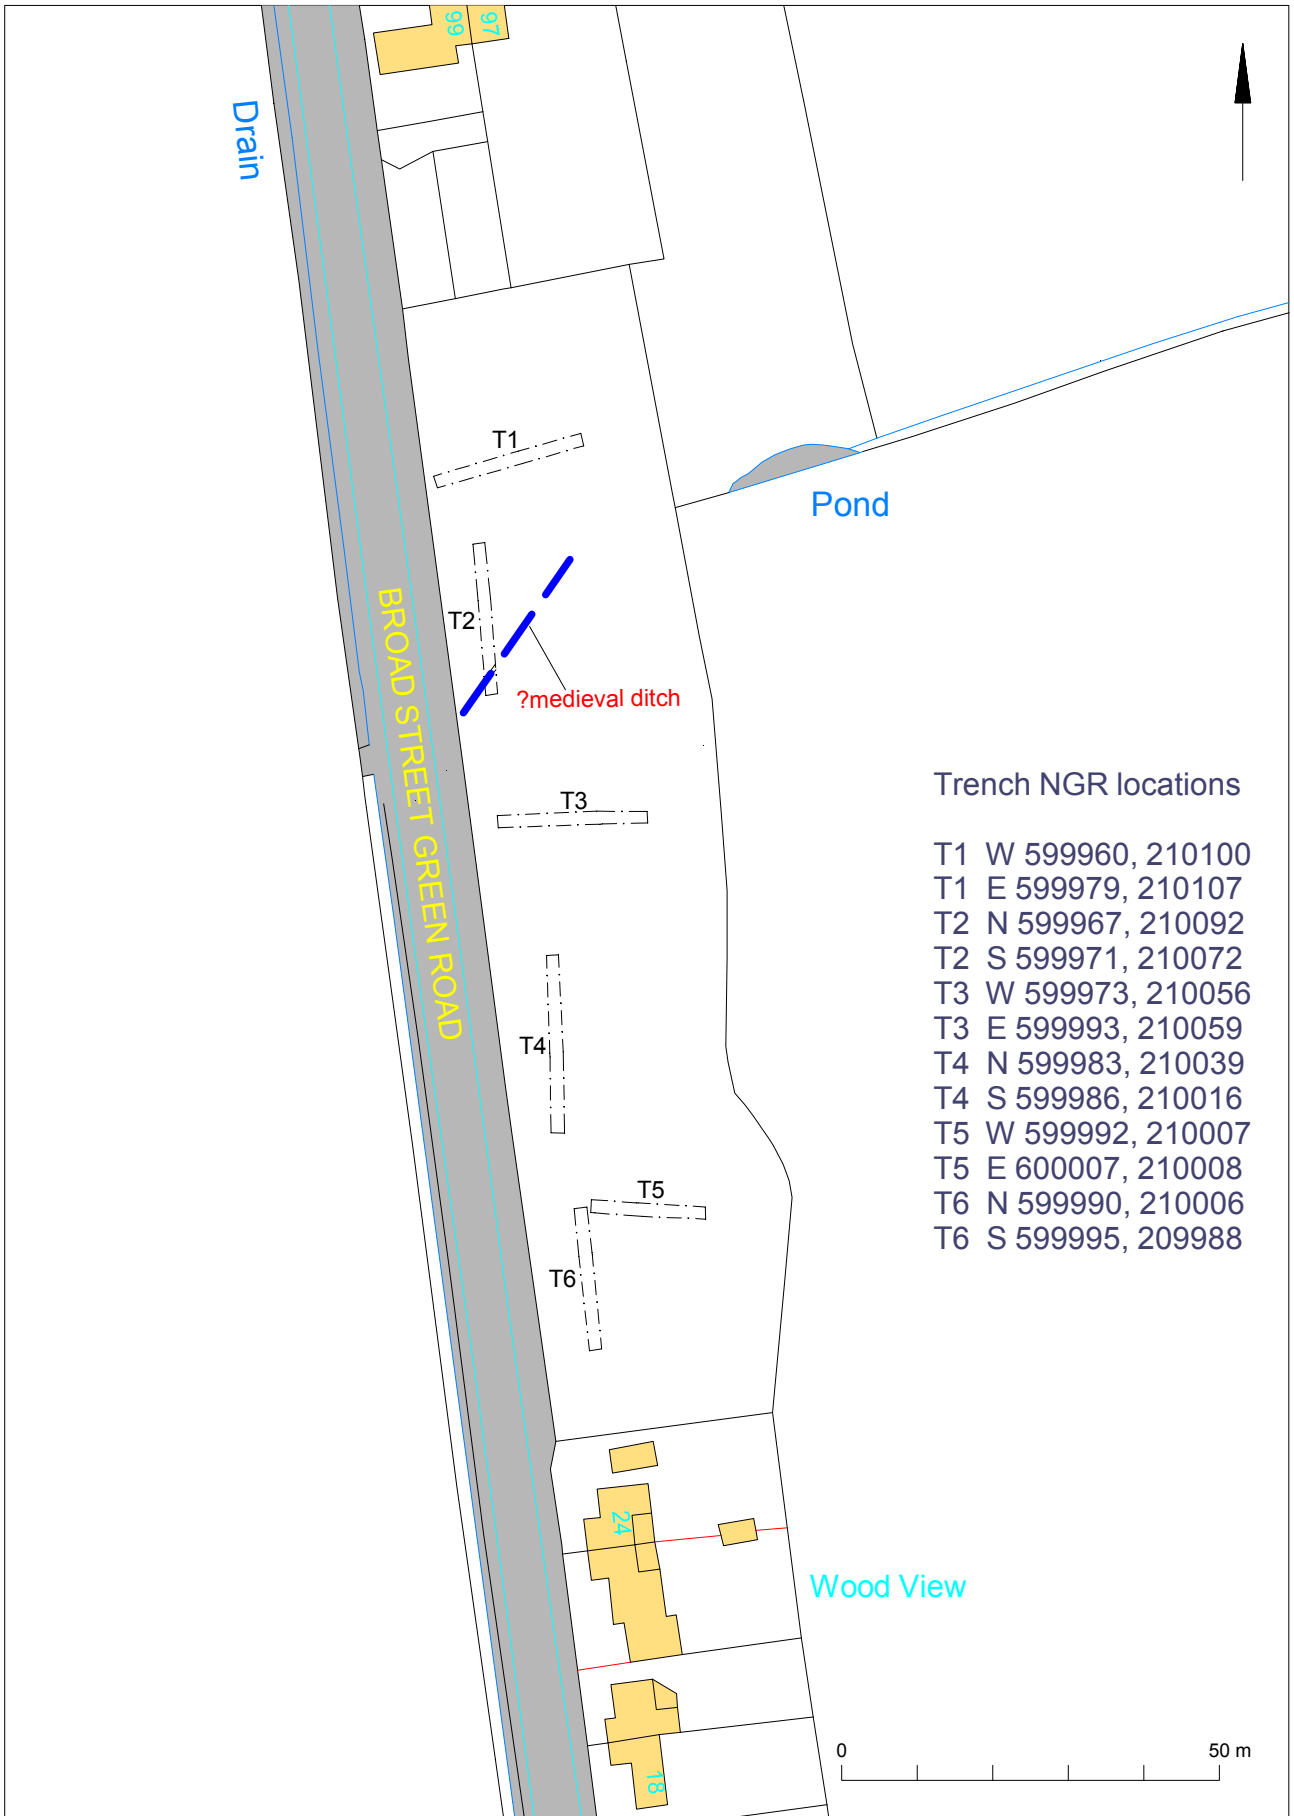 99
97
Drain
T1
Pond
T2
?medieval ditch
BROAD STREET GREEN ROAD
T3
T4
T5
T6
Trench NGR locations
T1 W 599960, 210100
T1 E 599979, 210107
T2 N 599967, 210092
T2 S 599971, 210072
T3 W 599973, 210056
T3 E 599993, 210059
T4 N 599983, 210039
T4 S 599986, 210016
T5 W 599992, 210007
T5 E 600007, 210008
T6 N 599990, 210006
T6 S 599995, 209988
24
Wood View
18
0
50 m